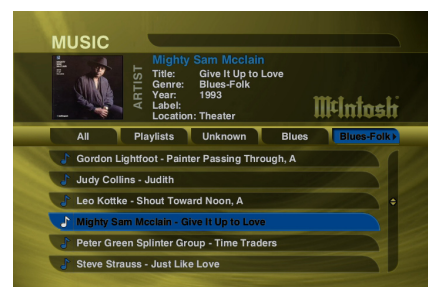 MUSIC
ARTIST
Mighty Sam Mcclain
Title: Give It Up to Love
Genre: Blues-Folk
Year: 1993
Label:
Location: Theater
McIntosh
All Playlists Unknown Blues Blues-Folk
Gordon Lightfoot - Painter Passing Through, A
Judy Collins - Judith
Leo Kottke - Shout Toward Noon, A
Mighty Sam Mcclain - Give It Up to Love
Peter Green Splinter Group - Time Traders
Steve Strauss - Just Like Love